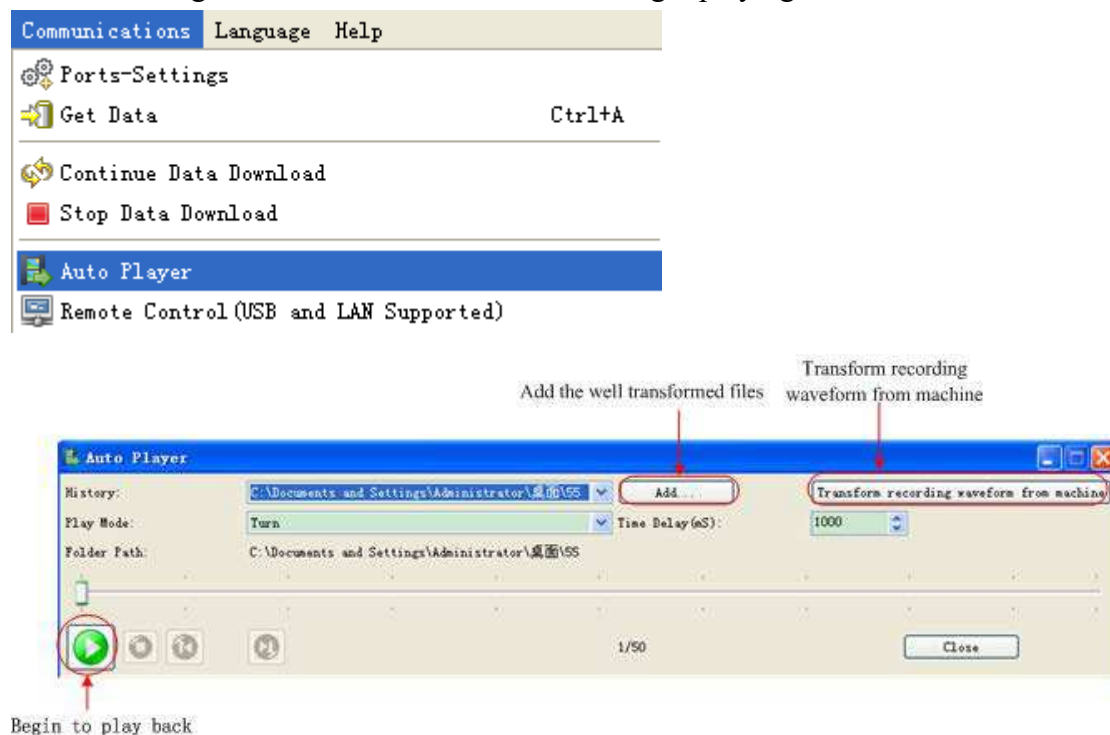 Communications Language Help
Ports-Settings
Get Data Ctrl+A
Continue Data Download
Stop Data Download
Auto Player
Remote Control(USB and LAN Supported)
Transform recording
waveform from machine
Add the well transformed files
Auto Player
History: C:\Documents and Settings\Administrator\桌面\SS Add... Transform recording waveform from machine
Play Mode: Turn Time Delay(mS): 1000
Folder Path: C:\Documents and Settings\Administrator\桌面\SS
1/50 Close
Begin to play back